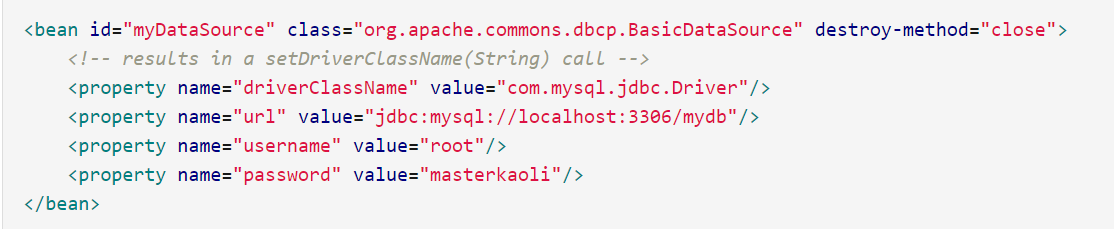 <bean id="myDataSource" class="org.apache.commons.dbcp.BasicDataSource" destroy-method="close">
<!-- results in a setDriverClassName(String) call -->
<property name="driverClassName" value="com.mysql.jdbc.Driver"/>
<property name="url" value="jdbc:mysql://localhost:3306/mydb"/>
<property name="username" value="root"/>
<property name="password" value="masterkaoli"/>
</bean>